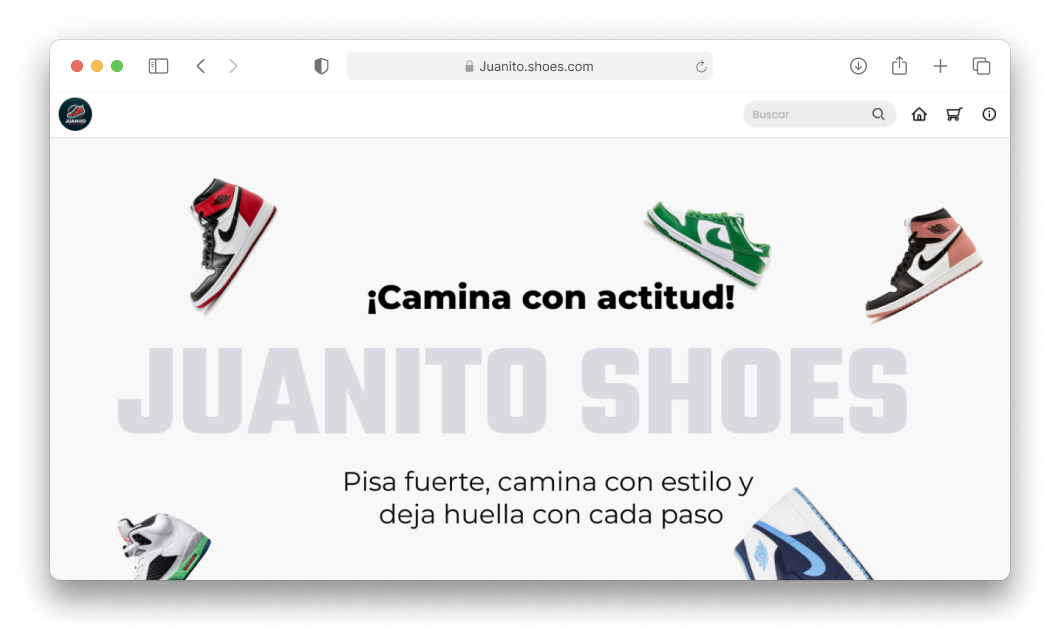 Juanito.shoes.com
JUANITO
Buscar
¡Camina con actitud!
JUANITO SHOES
Pisa fuerte, camina con estilo y
deja huella con cada paso